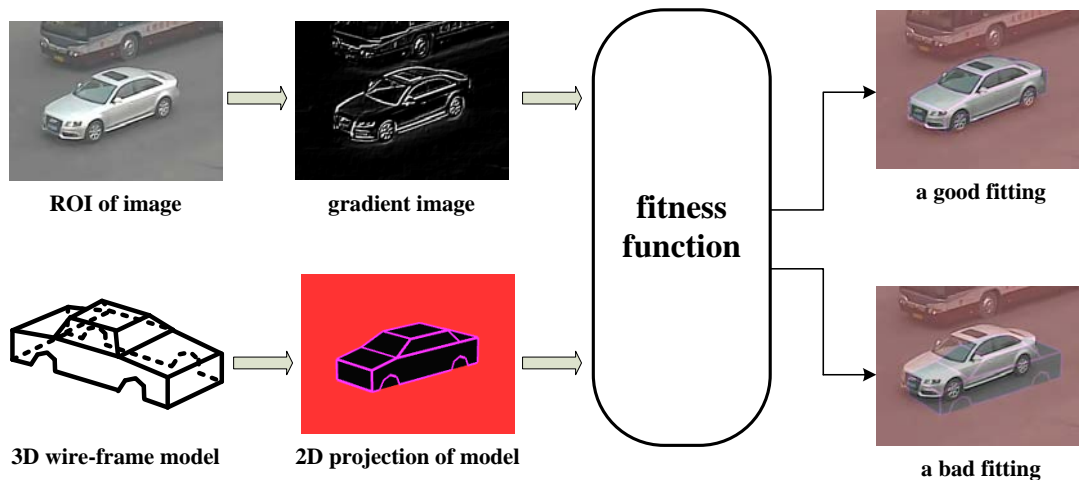 ROI of image
gradient image
fitness
function
a good fitting
3D wire-frame model
2D projection of model
a bad fitting